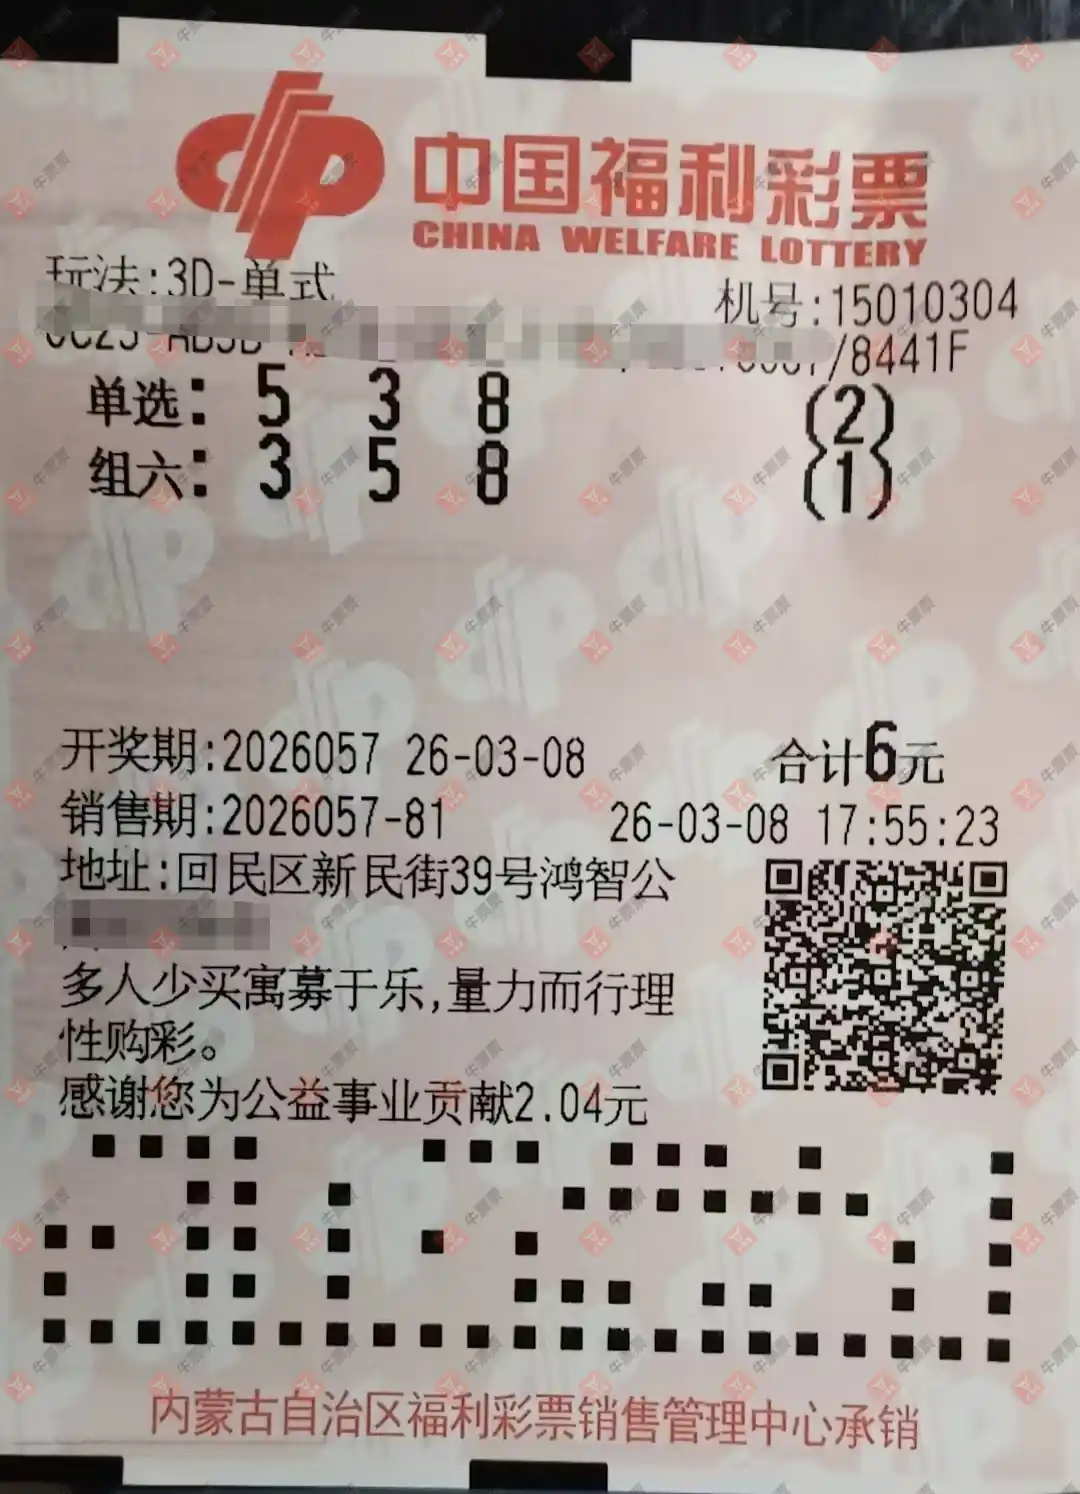 中国福利彩票
CHINA WELFARE LOTTERY
玩法:3D-单式
机号:15010304
/8441F
单选: 5 3 8 (2)
组六: 3 5 8 (1)
开奖期:2026057 26-03-08 合计6元
销售期:2026057-81 26-03-08 17:55:23
地址:回民区新民街39号鸿智公
多人少买寓募于乐,量力而行理
性购彩。
感谢您为公益事业贡献2.04元
内蒙古自治区福利彩票销售管理中心承销
牛票票